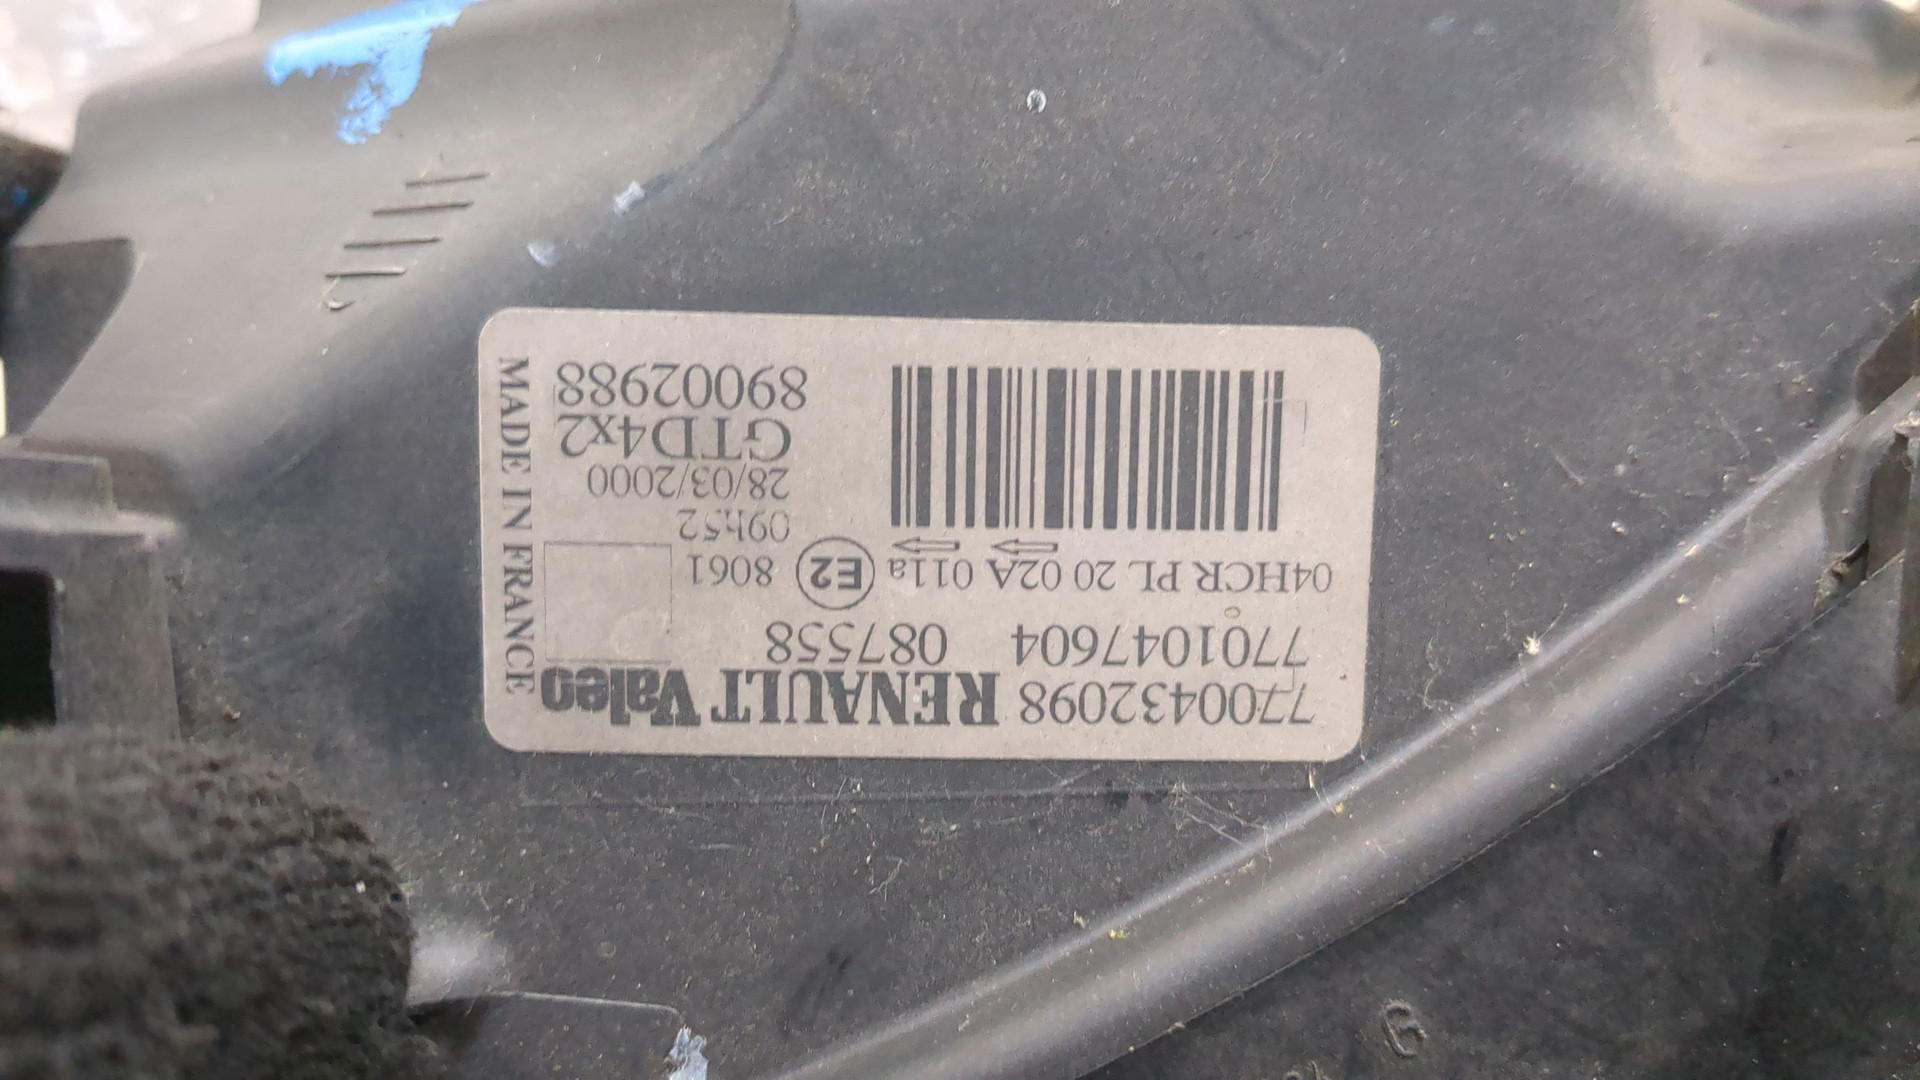 7700432098 RENAULT Valeo
7701047604 087558
04HCR PL 20 02A 011a E2 8061
09h52
28/03/2000
GTD4x2
89002988
MADE IN FRANCE
G